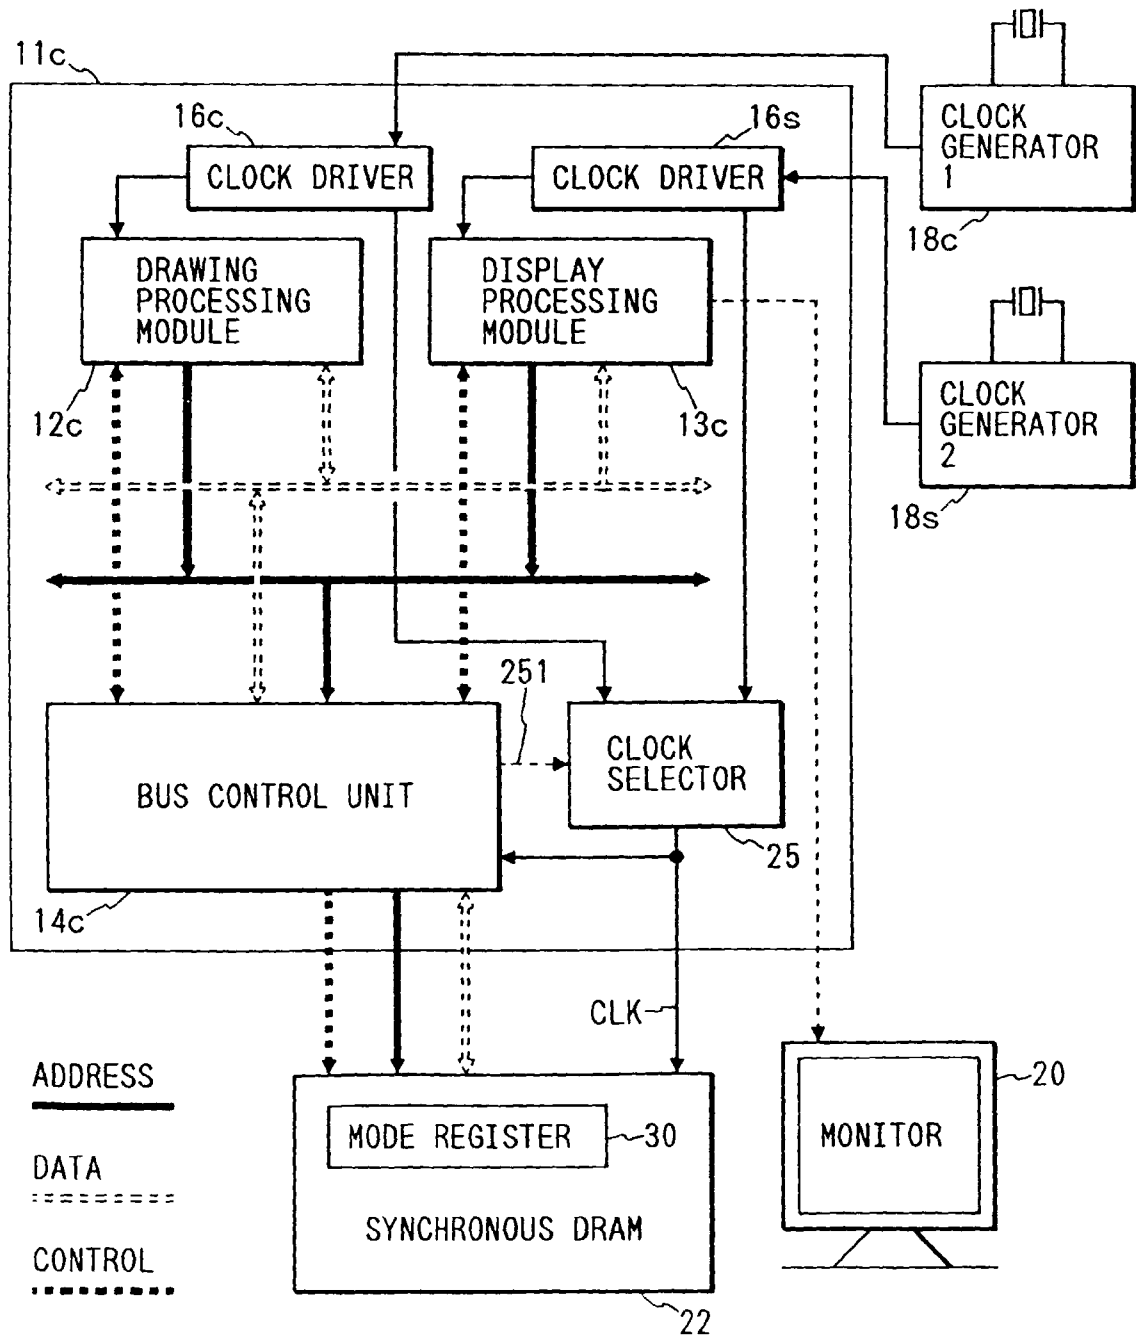 11c
16c
16s
CLOCK
GENERATOR
1
CLOCK DRIVER
CLOCK DRIVER
18c
DRAWING
PROCESSING
MODULE
DISPLAY
PROCESSING
MODULE
CLOCK
GENERATOR
2
12c
13c
18s
251
CLOCK
SELECTOR
BUS CONTROL UNIT
25
14c
CLK
ADDRESS
DATA
CONTROL
MODE REGISTER
30
SYNCHRONOUS DRAM
22
20
MONITOR